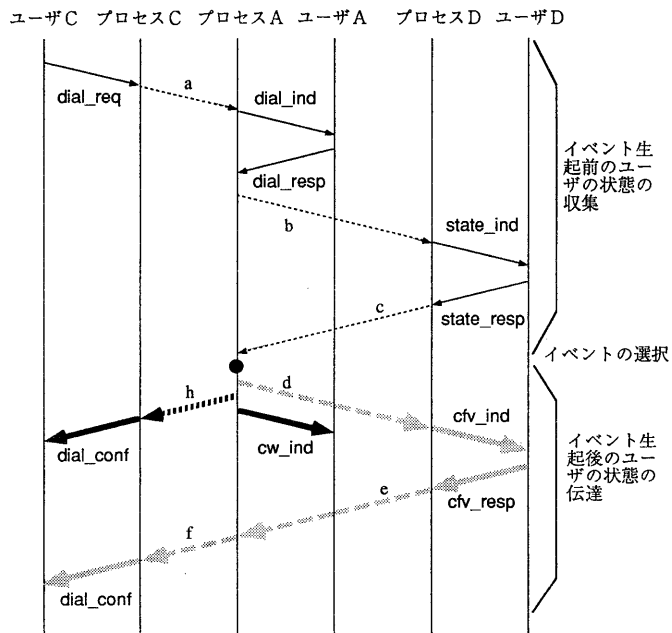 ユーザC プロセスC プロセスA ユーザA プロセスD ユーザD
a
dial_req
dial_ind
dial_resp
b
state_ind
c
state_resp
イベント生
起前のユー
ザの状態の
収集
イベントの選択
h
d
cfv_ind
dial_conf
cw_ind
e
cfv_resp
f
dial_conf
イベント生
起後のユー
ザの状態の
伝達